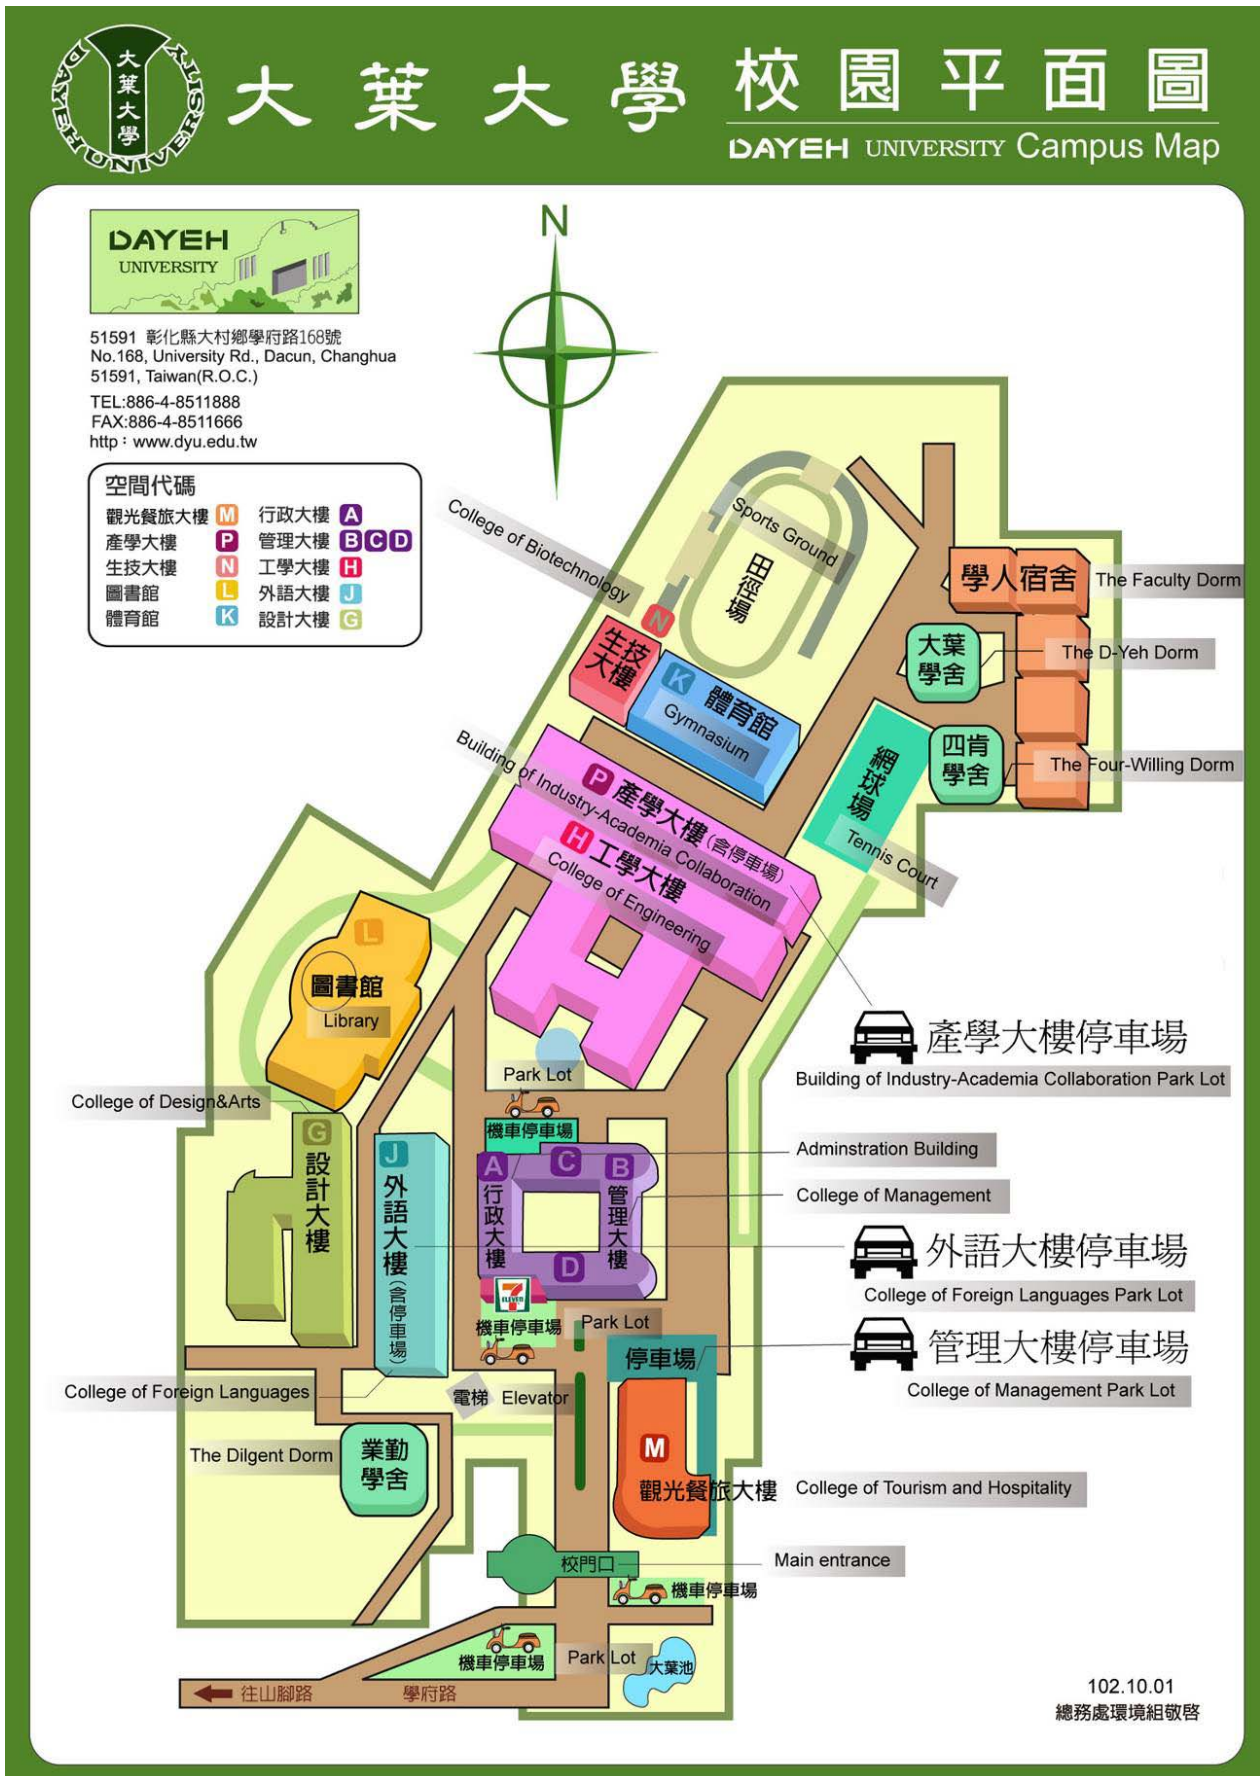 大葉大學
DAYEH UNIVERSITY
大葉大學 校園平面圖
DAYEH UNIVERSITY Campus Map
DAYEH
UNIVERSITY
N
51591 彰化縣大村鄉學府路168號
No.168, University Rd., Dacun, Changhua
51591, Taiwan(R.O.C.)
TEL:886-4-8511888
FAX:886-4-8511666
http：www.dyu.edu.tw
空間代碼
觀光餐旅大樓 M 行政大樓 A
產學大樓 P 管理大樓 B C D
生技大樓 N 工學大樓 H
圖書館 L 外語大樓 J
體育館 K 設計大樓 G
College of Biotechnology
Sports Ground
田徑場
學人宿舍
The Faculty Dorm
N
生技
大樓
大葉
學舍
The D-Yeh Dorm
K 體育館
Gymnasium
四肯
學舍
The Four-Willing Dorm
網球場
Tennis Court
P 產學大樓(含停車場)
Building of Industry-Academia Collaboration
H 工學大樓
College of Engineering
L
圖書館
Library
產學大樓停車場
Building of Industry-Academia Collaboration Park Lot
Park Lot
機車停車場
College of Design&Arts
G
設計大樓
J
外語大樓(含停車場)
A
行政大樓
C
B
管理大樓
D
Adminstration Building
College of Management
外語大樓停車場
College of Foreign Languages Park Lot
7
ELEVEN
機車停車場 Park Lot
停車場
管理大樓停車場
College of Management Park Lot
College of Foreign Languages
電梯 Elevator
The Dilgent Dorm
業勤
學舍
M
觀光餐旅大樓 College of Tourism and Hospitality
校門口
Main entrance
機車停車場
機車停車場 Park Lot
大葉池
往山腳路
學府路
102.10.01
總務處環境組敬啓